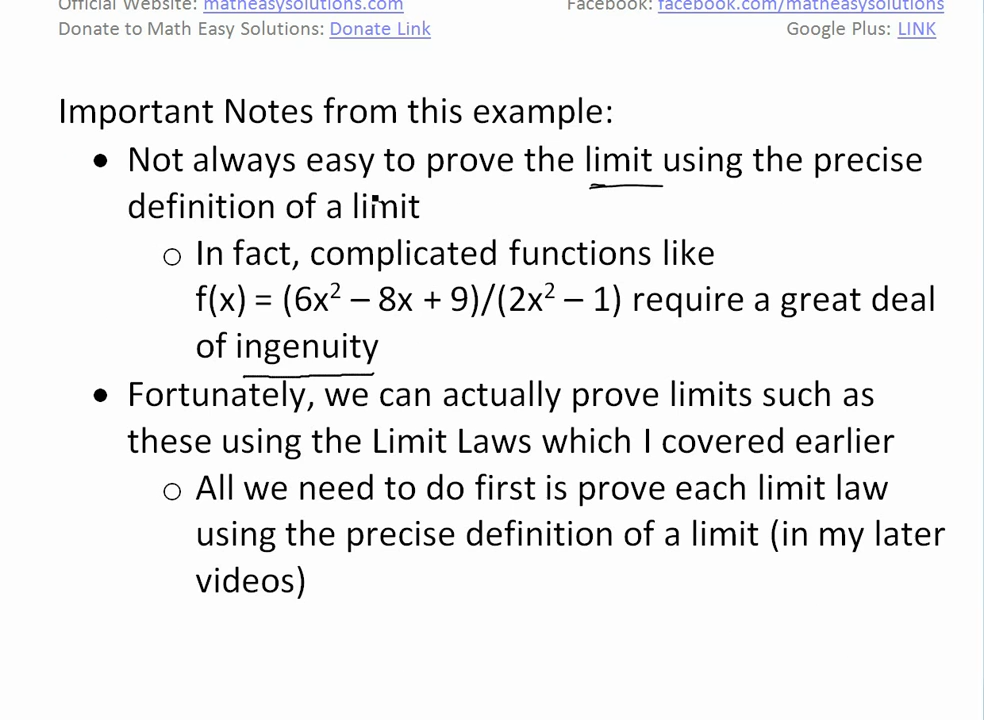 Official Website: matheasysolutions.com Facebook: facebook.com/matheasysolutions
Donate to Math Easy Solutions: Donate Link Google Plus: LINK
Important Notes from this example:
• Not always easy to prove the limit using the precise
definition of a limit
○ In fact, complicated functions like
f(x) = (6x² – 8x + 9)/(2x² – 1) require a great deal
of ingenuity
• Fortunately, we can actually prove limits such as
these using the Limit Laws which I covered earlier
○ All we need to do first is prove each limit law
using the precise definition of a limit (in my later
videos)